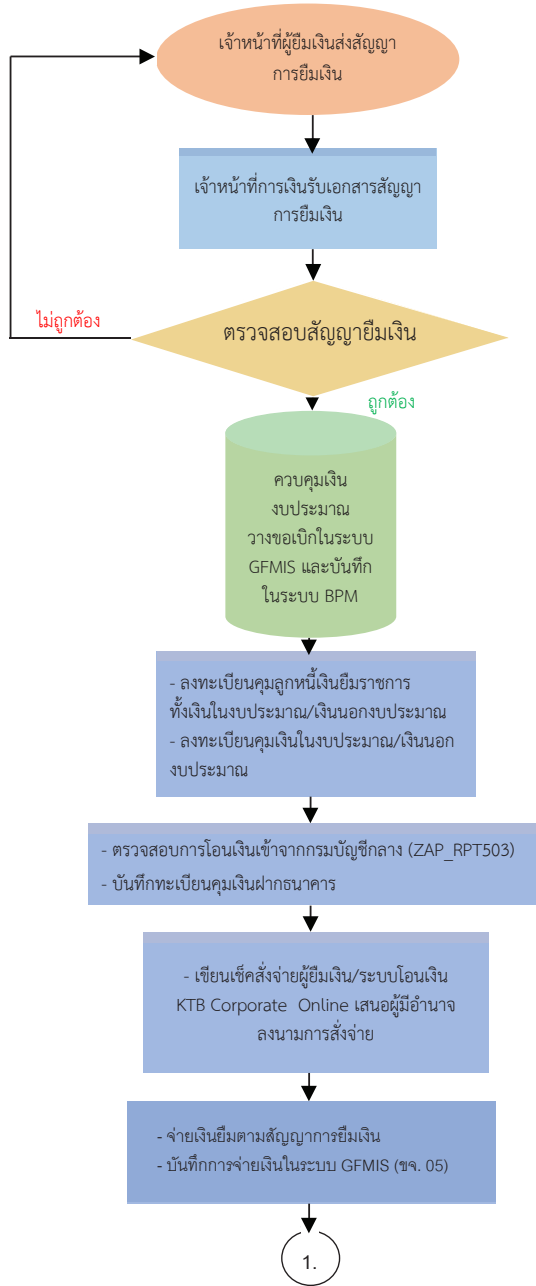 เจ้าหน้าที่ผู้ยืมเงินส่งสัญญา
การยืมเงิน
เจ้าหน้าที่การเงินรับเอกสารสัญญา
การยืมเงิน
ไม่ถูกต้อง
ตรวจสอบสัญญายืมเงิน
ถูกต้อง
ควบคุมเงิน
งบประมาณ
วางขอเบิกในระบบ
GFMIS และบันทึก
ในระบบ BPM
- ลงทะเบียนคุมลูกหนี้เงินยืมราชการ
ทั้งเงินในงบประมาณ/เงินนอกงบประมาณ
- ลงทะเบียนคุมเงินในงบประมาณ/เงินนอก
งบประมาณ
- ตรวจสอบการโอนเงินเข้าจากกรมบัญชีกลาง (ZAP_RPT503)
- บันทึกทะเบียนคุมเงินฝากธนาคาร
- เขียนเช็คสั่งจ่ายผู้ยืมเงิน/ระบบโอนเงิน
KTB Corporate Online เสนอผู้มีอำนาจ
ลงนามการสั่งจ่าย
- จ่ายเงินยืมตามสัญญาการยืมเงิน
- บันทึกการจ่ายเงินในระบบ GFMIS (ขจ. 05)
1.